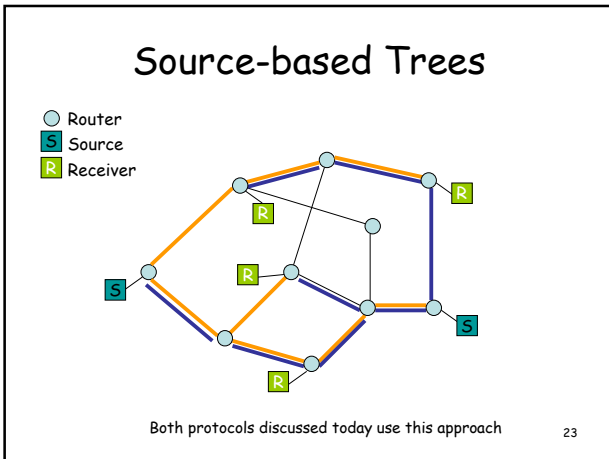 Source-based Trees
Router
S Source
R Receiver
R
R
R
S
S
R
Both protocols discussed today use this approach
23